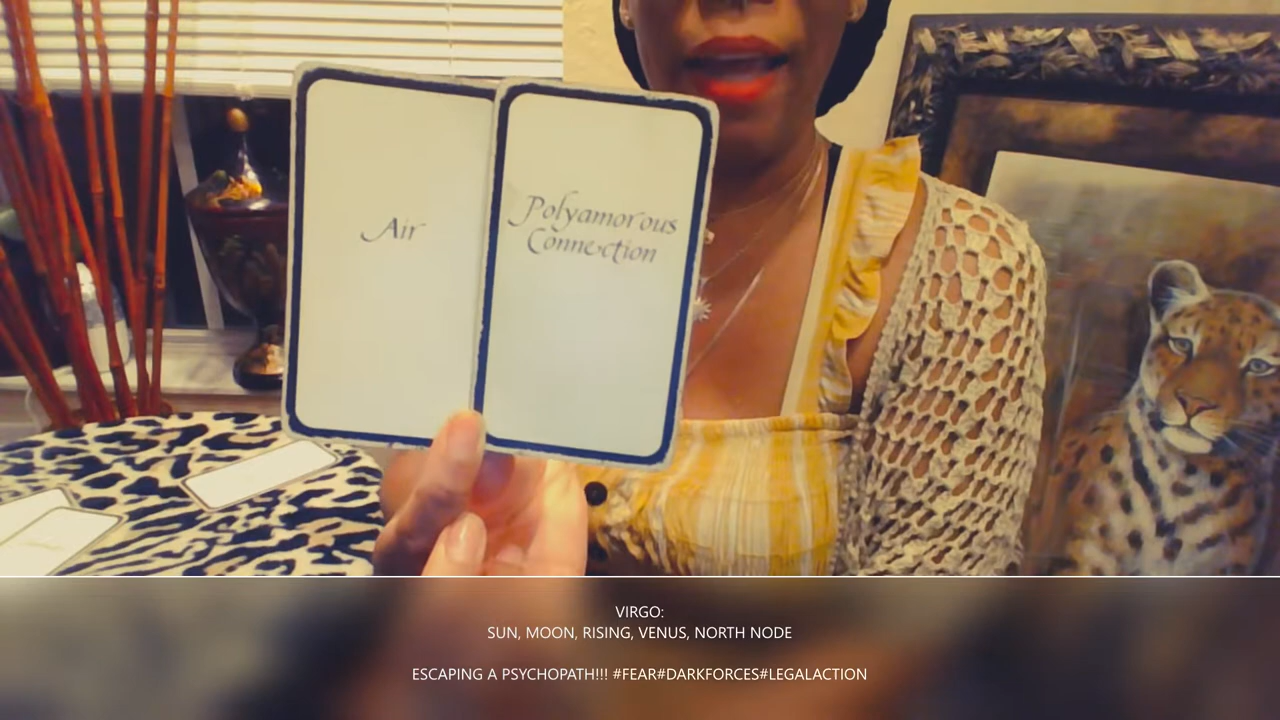 Air
Polyamorous
Connection
VIRGO:
SUN, MOON, RISING, VENUS, NORTH NODE
ESCAPING A PSYCHOPATH!!! #FEAR#DARKFORCES#LEGALACTION